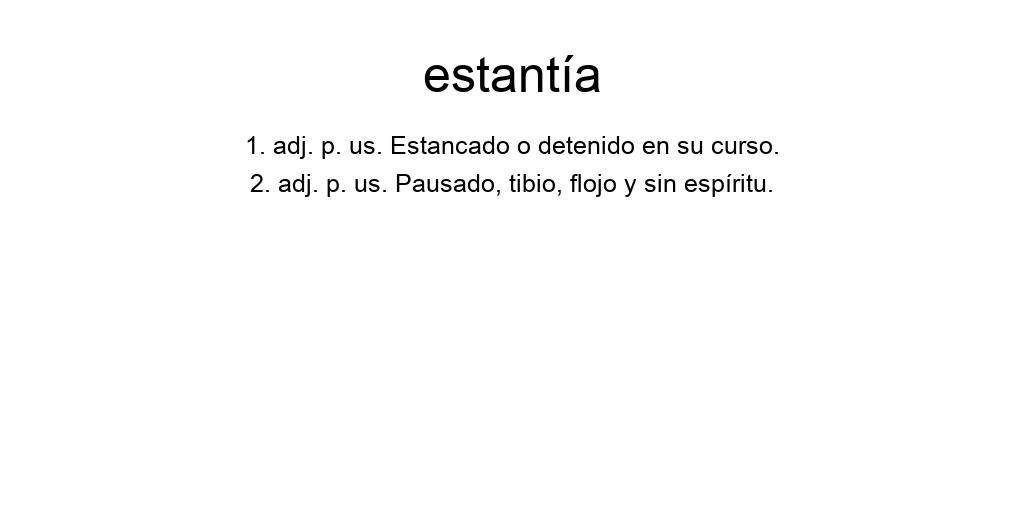 estantía
1. adj. p. us. Estancado o detenido en su curso.
2. adj. p. us. Pausado, tibio, flojo y sin espíritu.